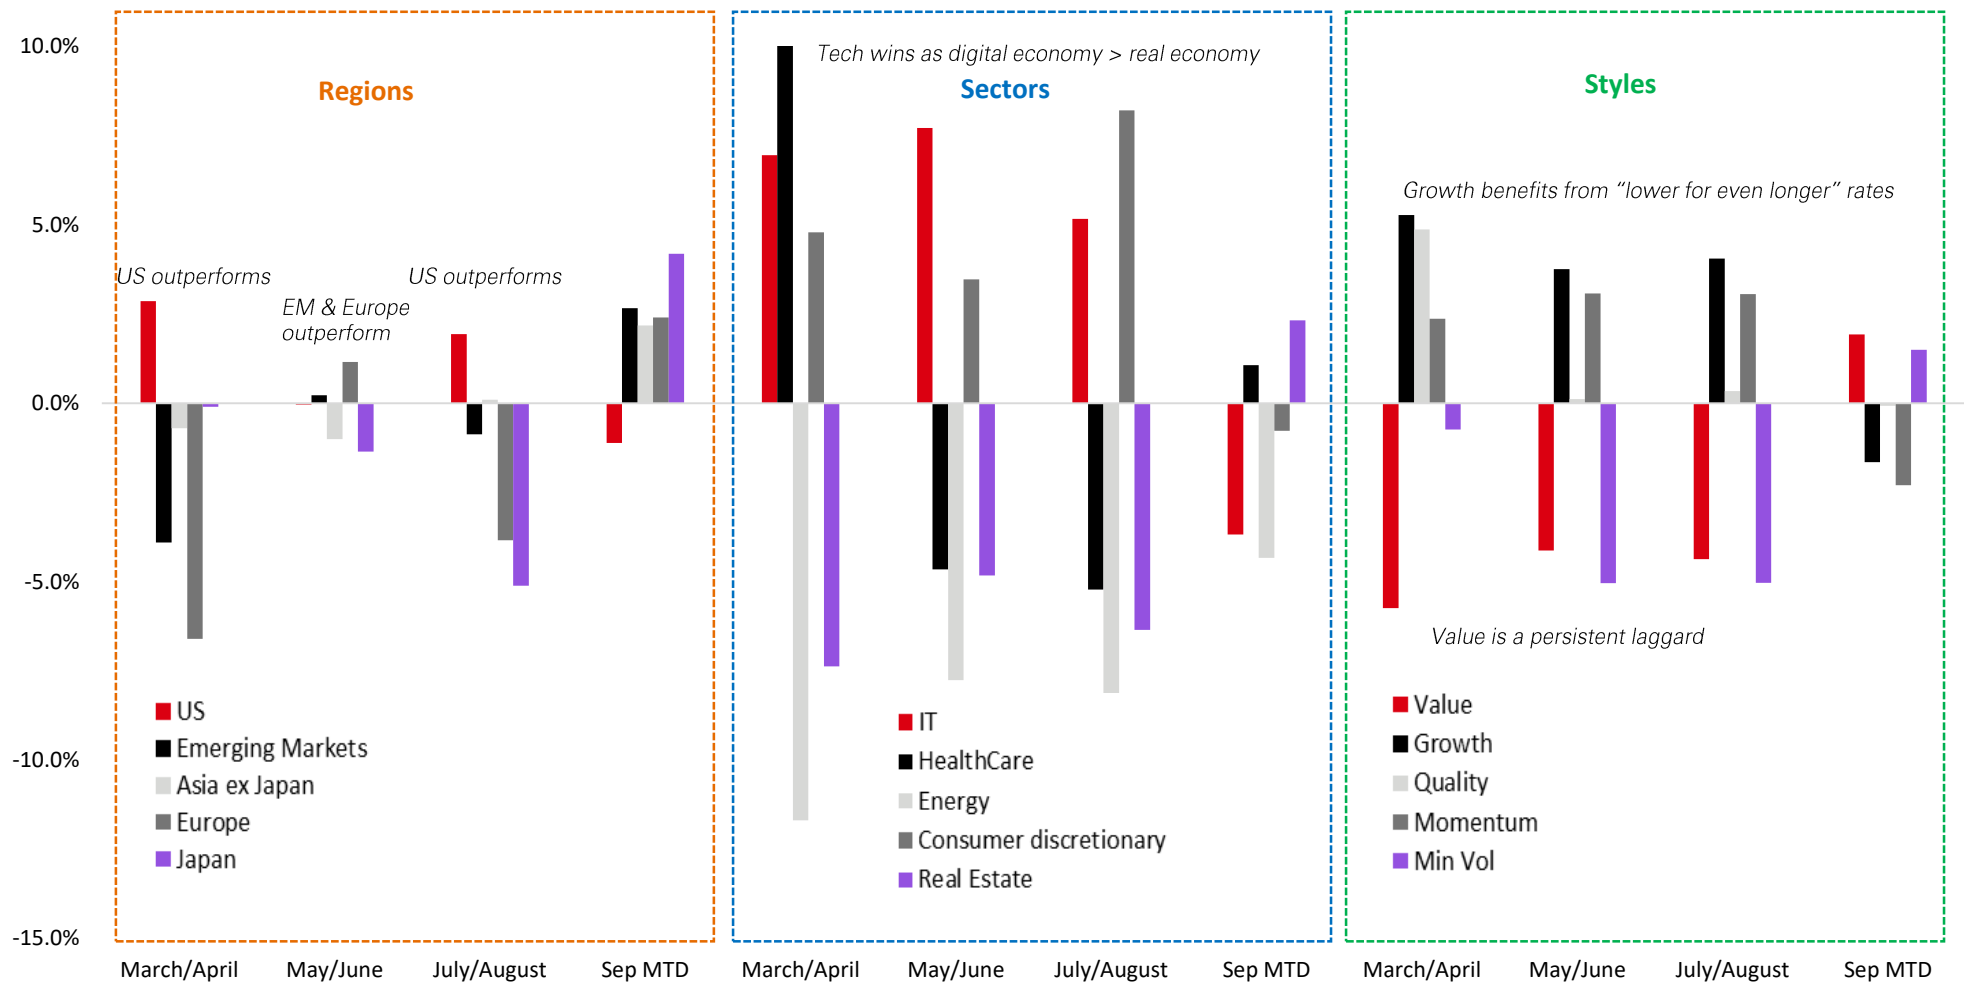 10.0%
5.0%
0.0%
-5.0%
-10.0%
-15.0%
Regions
US outperforms
EM & Europe
outperform
US outperforms
US
Emerging Markets
Asia ex Japan
Europe
Japan
March/April
May/June
July/August
Sep MTD
Tech wins as digital economy > real economy
Sectors
IT
HealthCare
Energy
Consumer discretionary
Real Estate
March/April
May/June
July/August
Sep MTD
Styles
Growth benefits from “lower for even longer” rates
Value is a persistent laggard
Value
Growth
Quality
Momentum
Min Vol
March/April
May/June
July/August
Sep MTD